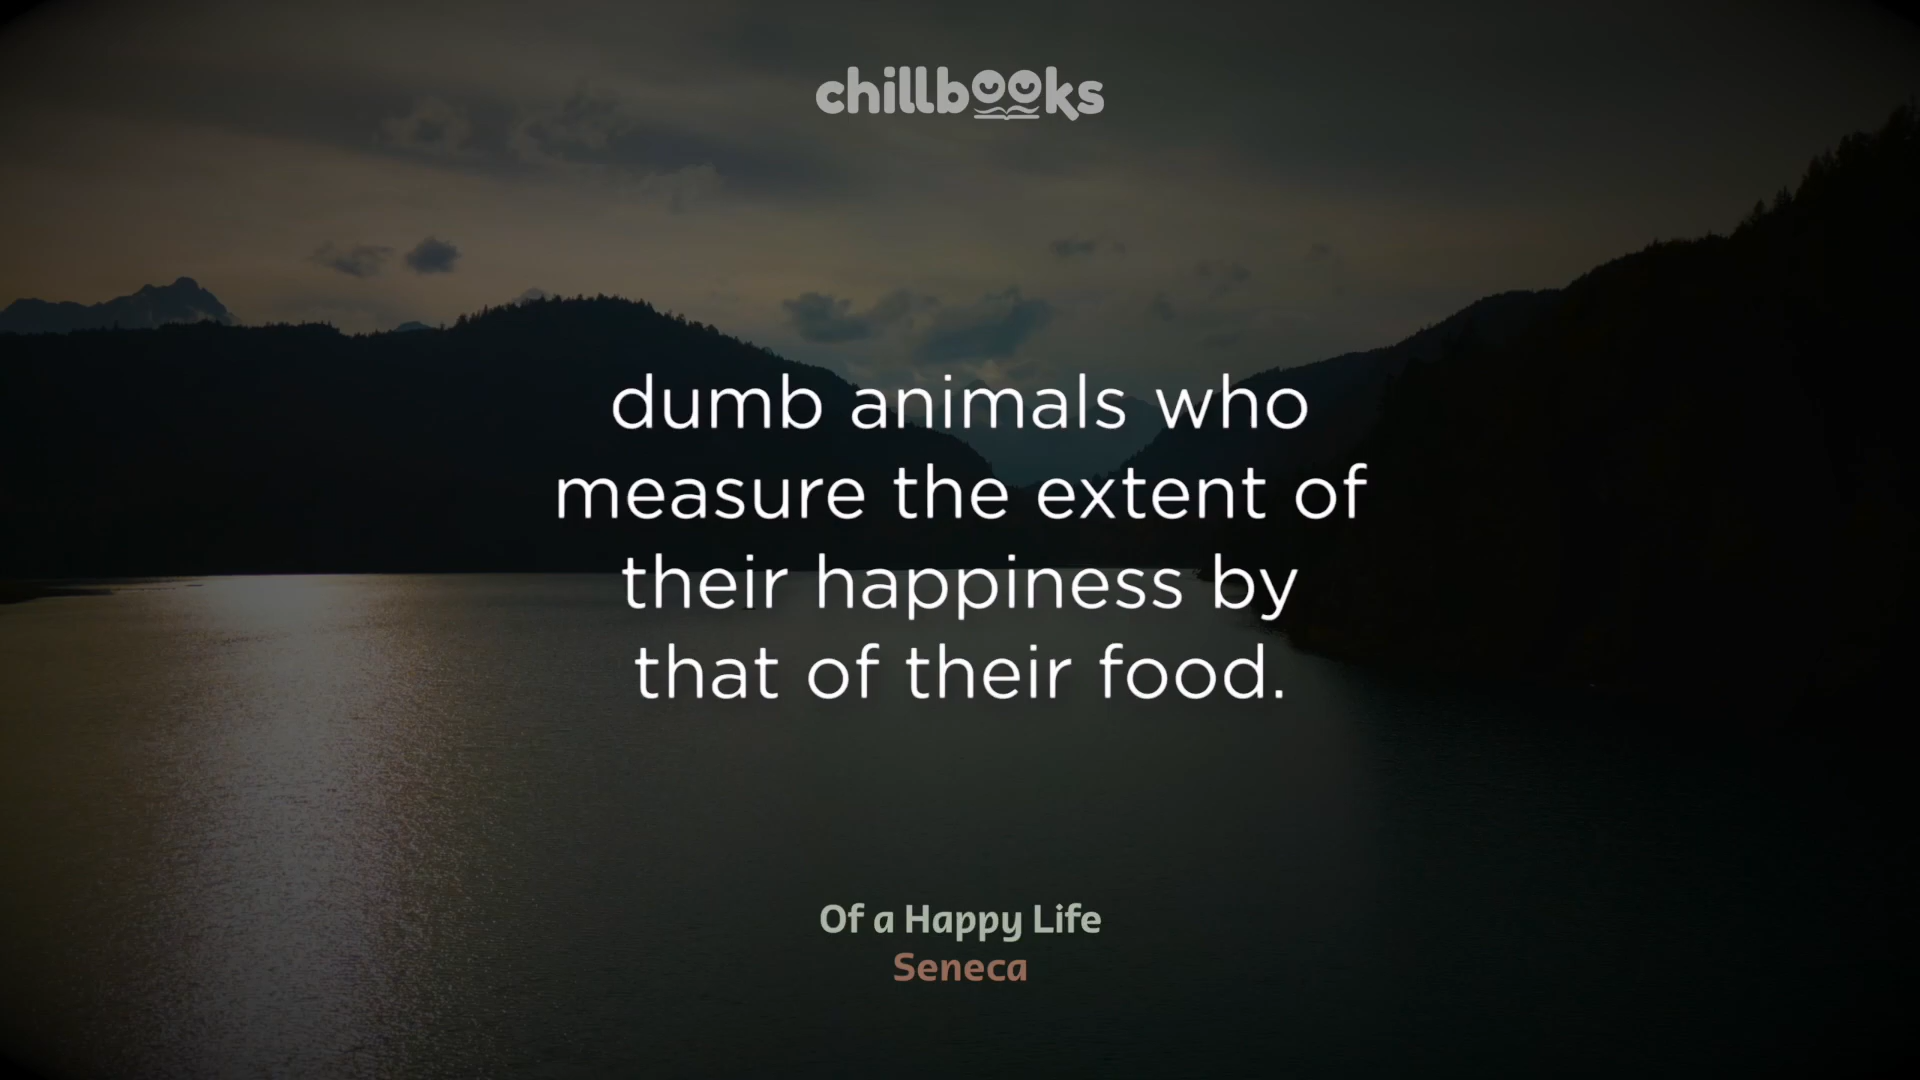 chillbooks
dumb animals who
measure the extent of
their happiness by
that of their food.
Of a Happy Life
Seneca